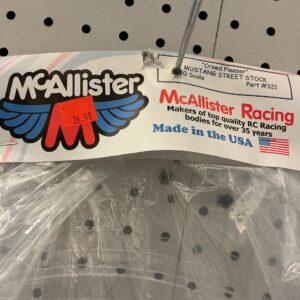 McAllister
M
26.99
"Crowd Pleaser"
MUSTANG STREET STOCK
10 Scale
Part #321
McAllister Racing
Makers of top quality RC Racing
bodies for over 35 years
Made in the USA